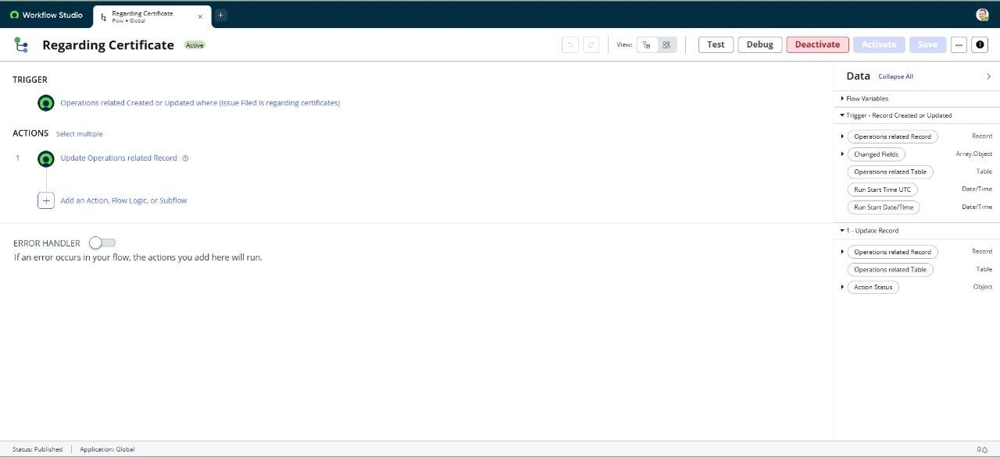 Workflow Studio
Regarding Certificate
Flow • Global
Regarding Certificate
Active
View:
Test
Debug
Deactivate
Activate
Save
TRIGGER
Operations related Created or Updated where (Issue Filed is regarding certificates)
ACTIONS Select multiple
1 Update Operations related Record
Add an Action, Flow Logic, or Subflow
ERROR HANDLER
If an error occurs in your flow, the actions you add here will run.
Data Collapse All
Flow Variables
Trigger - Record Created or Updated
Operations related Record Record
Changed Fields Array.Object
Operations related Table Table
Run Start Time UTC Date/Time
Run Start Date/Time Date/Time
1 - Update Record
Operations related Record Record
Operations related Table Table
Action Status Object
Status: Published Application: Global
0